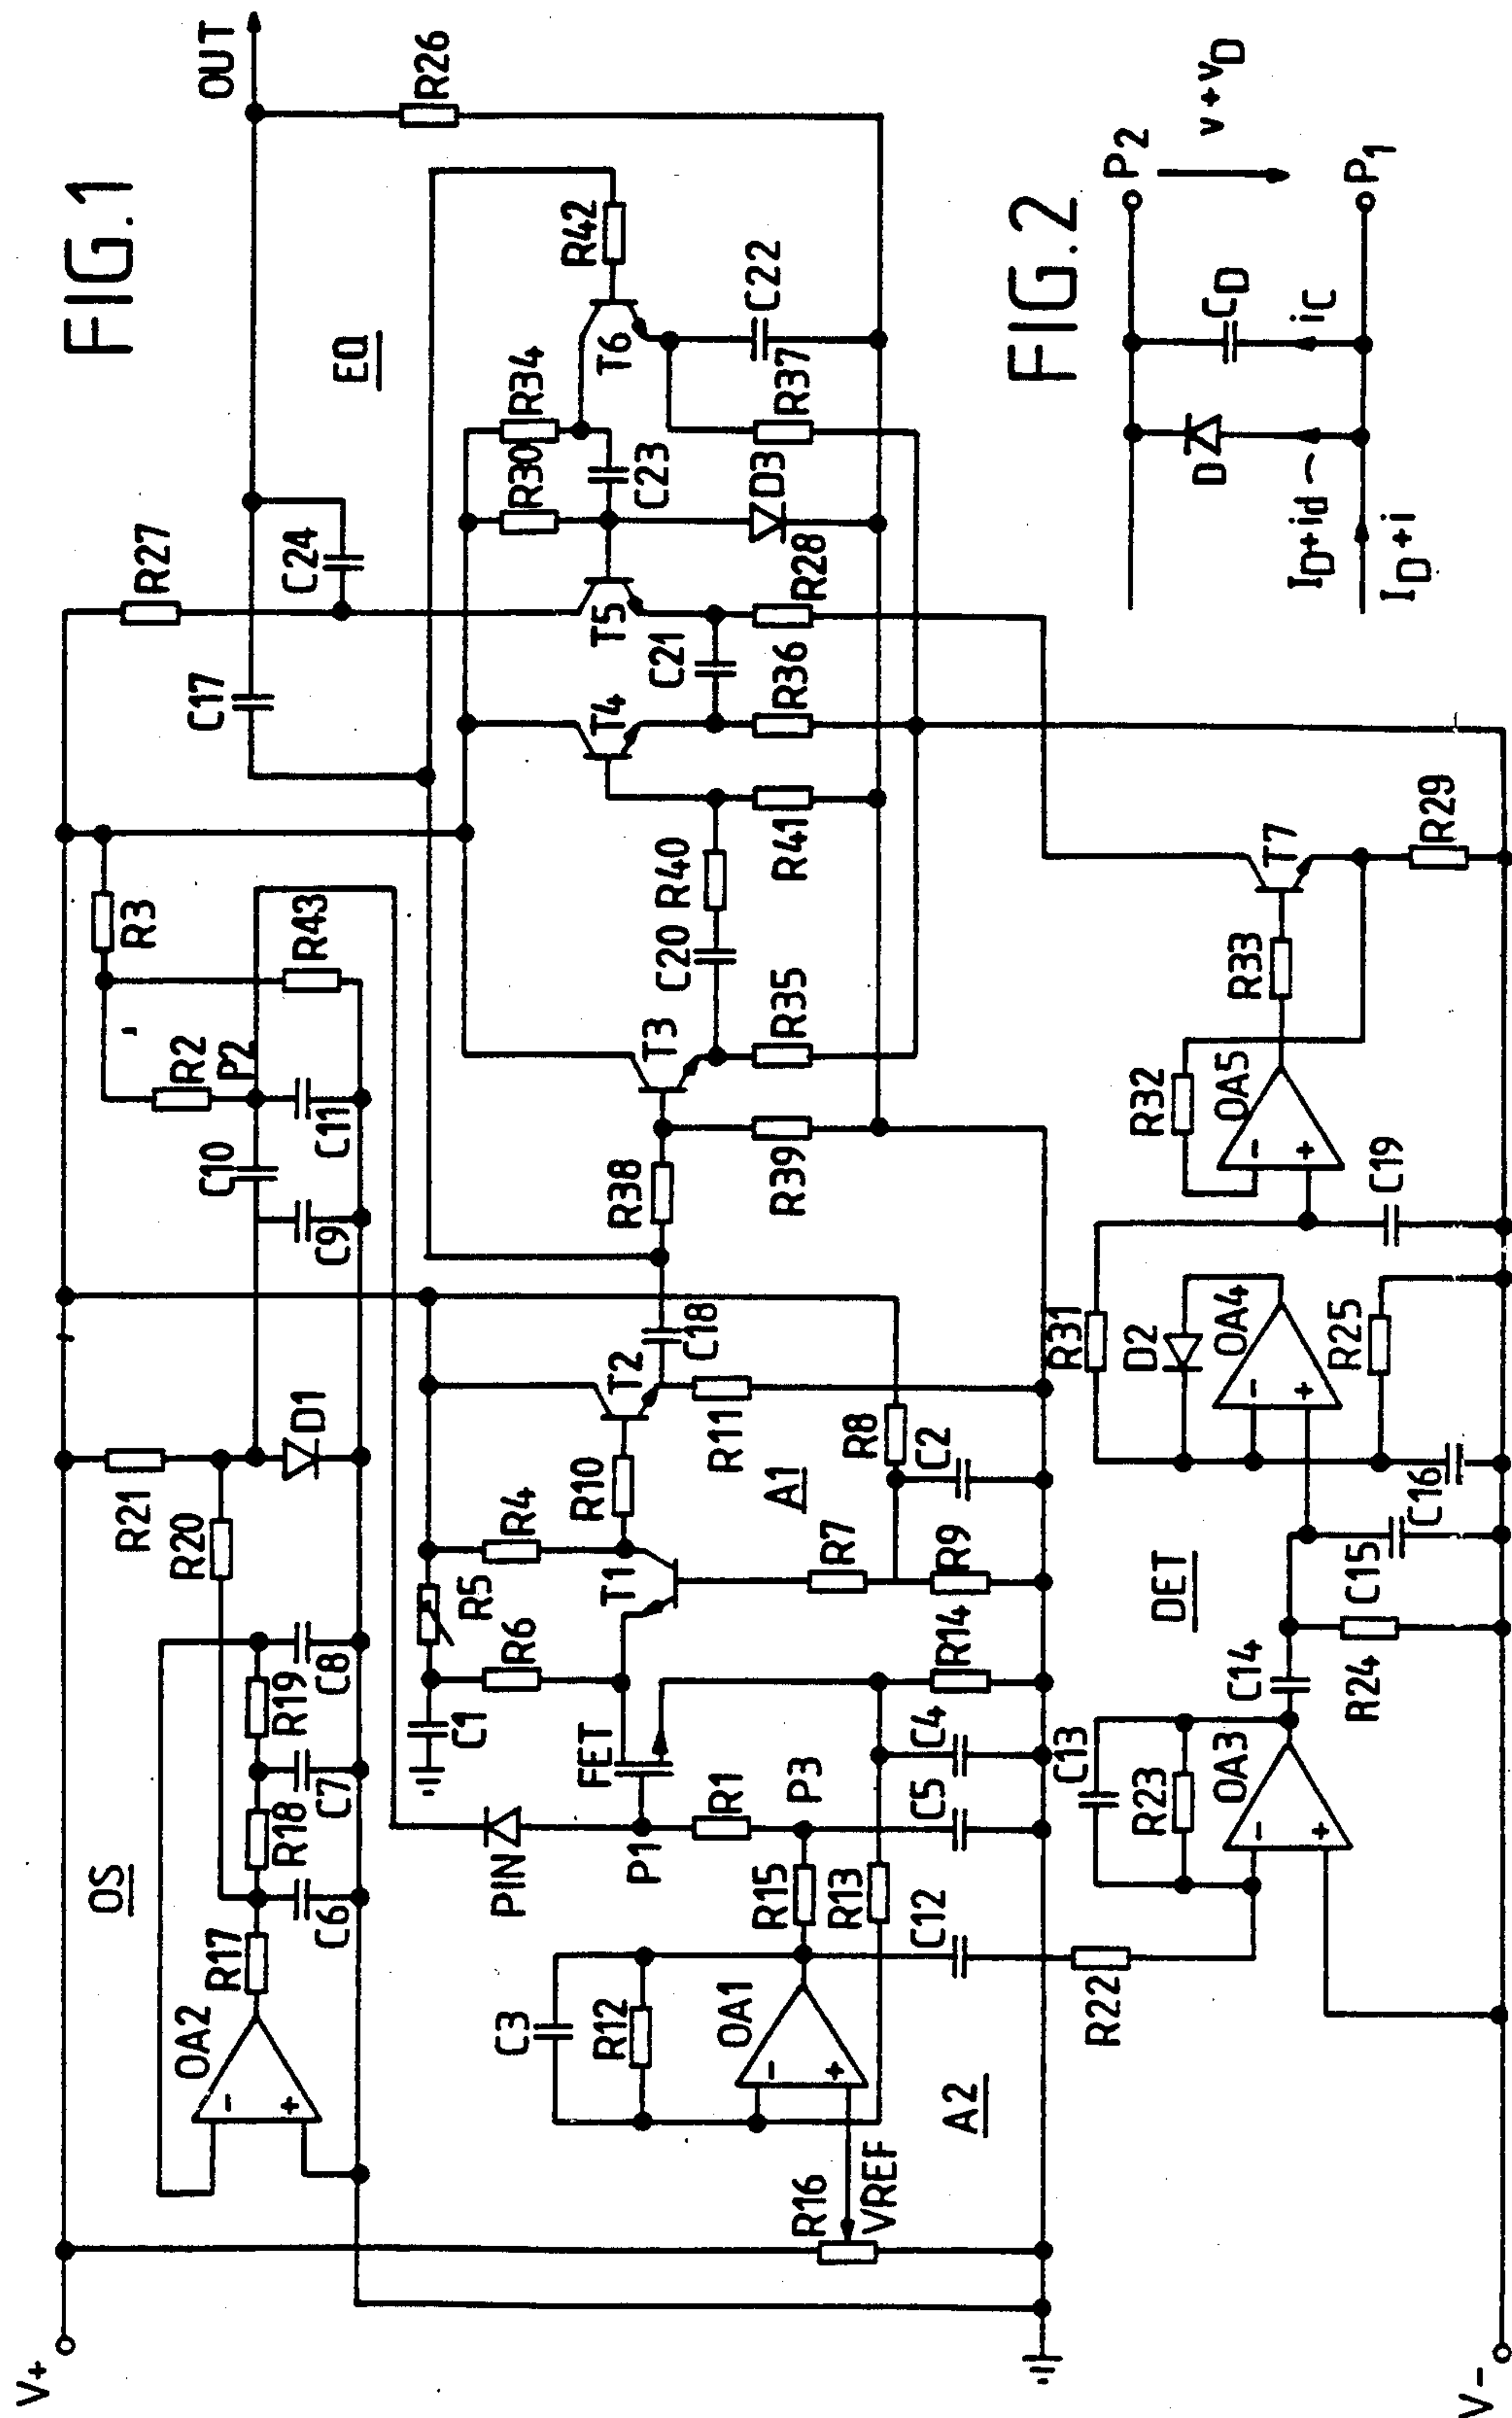 FIG.1
V+
OS
OA2
-
+
R17
C6
R18
C7
R19
C8
R20
R21
D1
C9
C10
C11
P2
R2
R43
R3
C17
R27
C24
OUT
R26
EQ
R16
VREF
A2
C3
R12
OA1
-
+
R15
R13
C12
PIN
P1
R1
P3
C5
C4
R14
FET
C1
R5
R6
R4
T1
R10
R7
R9
A1
R8
C2
T2
R11
C18
R38
R39
T3
R35
C20
R40
R41
T4
R36
C21
T5
R28
R30
D3
C23
R34
T6
R37
C22
R42
R22
C13
R23
OA3
-
+
C14
R24
DET
C15
C16
R25
D2
OA4
-
+
R31
C19
R32
OA5
-
+
R33
T7
R29
V-
FIG.2
P2
v+vD
P1
CD
iC
D
ID+id
ID+i